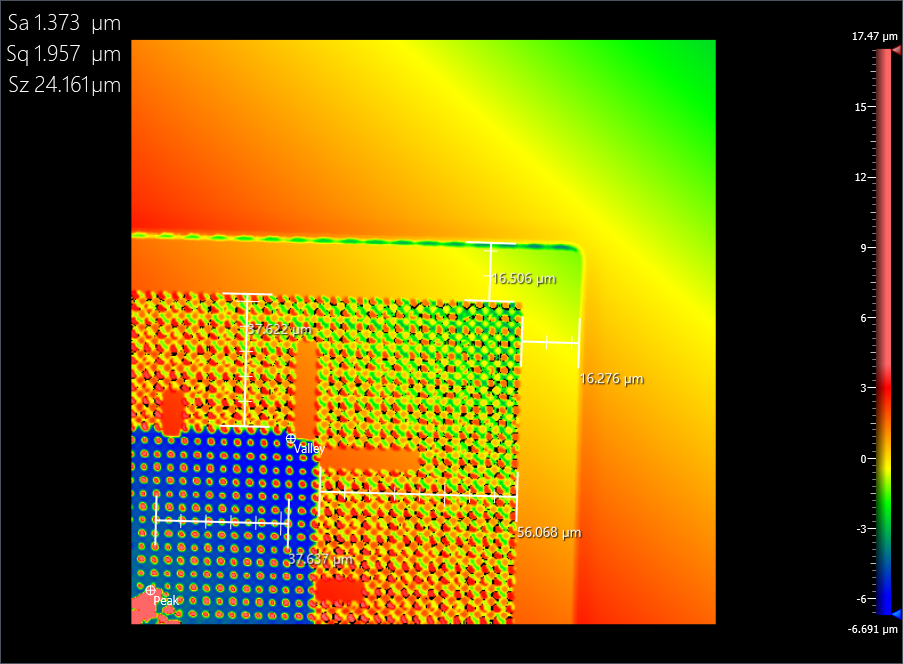 Sa 1.373 µm
Sq 1.957 µm
Sz 24.161 µm
17.47 µm
15
12
9
6
3
0
-3
-6
-6.691 µm
16.506 µm
37.622 µm
16.276 µm
Valley
56.068 µm
37.637 µm
Peak